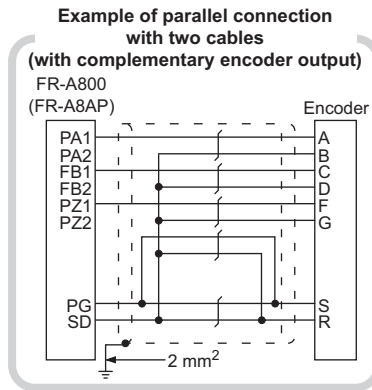 Example of parallel connection
with two cables
(with complementary encoder output)
FR-A800
(FR-A8AP)
Encoder
PA1
A
PA2
B
FB1
C
FB2
D
PZ1
F
PZ2
G
PG
S
SD
R
2 mm²